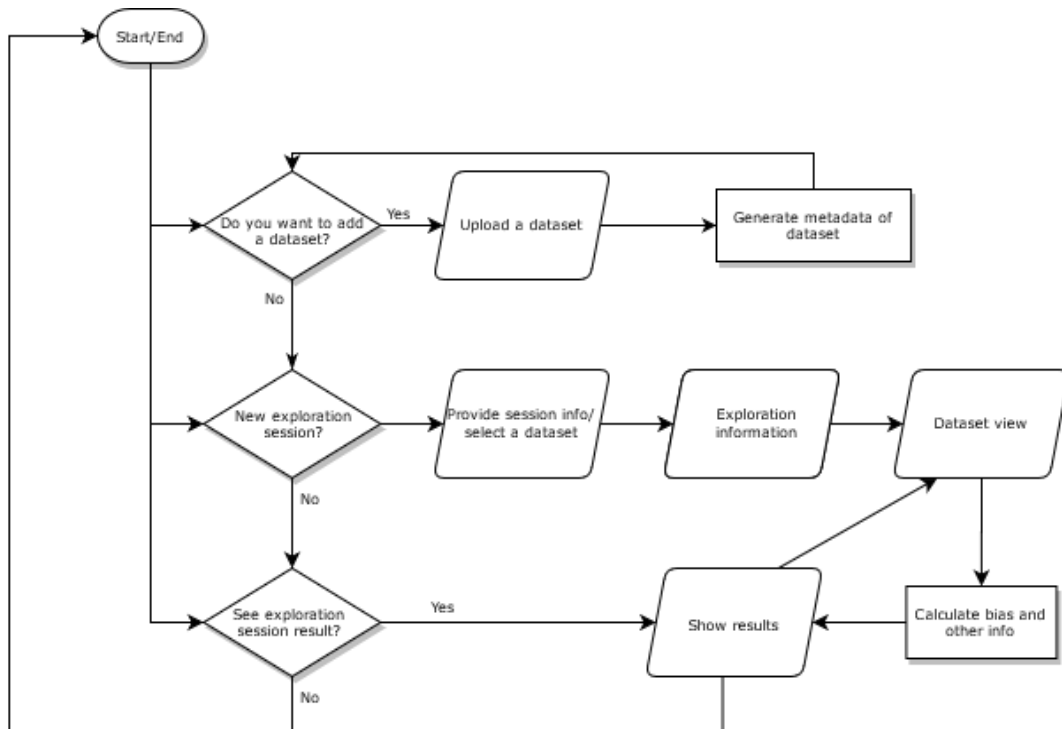 Start/End
Do you want to add
a dataset?
Yes
Upload a dataset
Generate metadata of
dataset
No
New exploration
session?
Provide session info/
select a dataset
Exploration
information
Dataset view
No
See exploration
session result?
Yes
Show results
Calculate bias and
other info
No